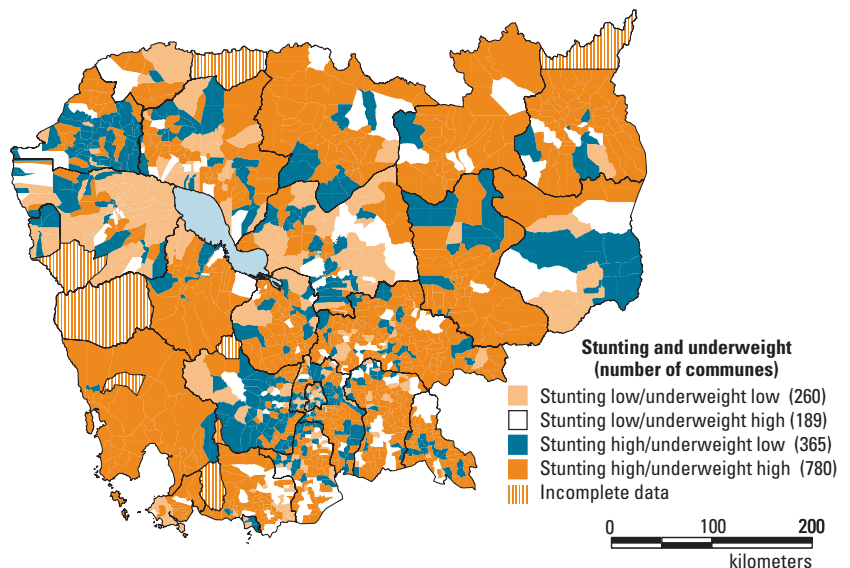 Stunting and underweight
(number of communes)
Stunting low/underweight low (260)
Stunting low/underweight high (189)
Stunting high/underweight low (365)
Stunting high/underweight high (780)
Incomplete data
0 100 200
kilometers